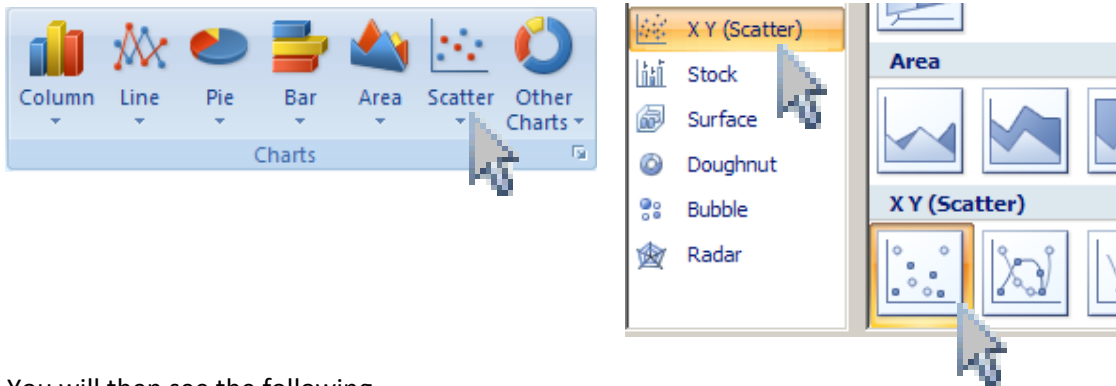 Column Line Pie Bar Area Scatter Other
Charts
Charts
X Y (Scatter)
Stock
Surface
Doughnut
Bubble
Radar
Area
X Y (Scatter)
You will then see the following